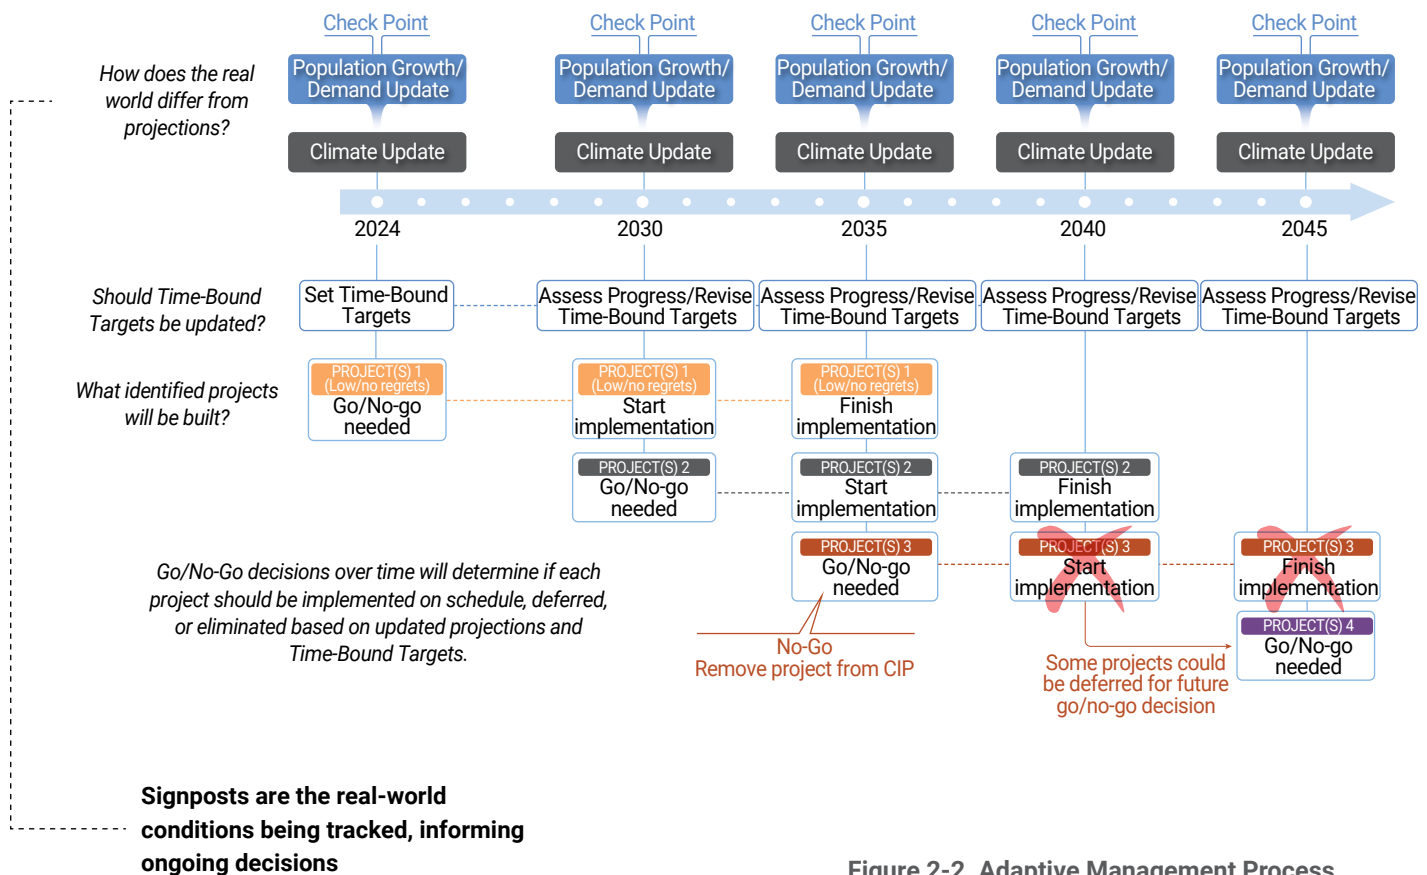 Check Point
Check Point
Check Point
Check Point
Check Point
How does the real
world differ from
projections?
Population Growth/
Demand Update
Population Growth/
Demand Update
Population Growth/
Demand Update
Population Growth/
Demand Update
Population Growth/
Demand Update
Climate Update
Climate Update
Climate Update
Climate Update
Climate Update
2024
2030
2035
2040
2045
Should Time-Bound
Targets be updated?
Set Time-Bound
Targets
Assess Progress/Revise
Time-Bound Targets
Assess Progress/Revise
Time-Bound Targets
Assess Progress/Revise
Time-Bound Targets
Assess Progress/Revise
Time-Bound Targets
What identified projects
will be built?
PROJECT(S) 1
(Low/no regrets)
Go/No-go
needed
PROJECT(S) 1
(Low/no regrets)
Start
implementation
PROJECT(S) 1
(Low/no regrets)
Finish
implementation
PROJECT(S) 2
Go/No-go
needed
PROJECT(S) 2
Start
implementation
PROJECT(S) 2
Finish
implementation
PROJECT(S) 3
Go/No-go
needed
PROJECT(S) 3
Start
implementation
PROJECT(S) 3
Finish
implementation
PROJECT(S) 4
Go/No-go
needed
Go/No-Go decisions over time will determine if each
project should be implemented on schedule, deferred,
or eliminated based on updated projections and
Time-Bound Targets.
No-Go
Remove project from CIP
Some projects could
be deferred for future
go/no-go decision
Signposts are the real-world
conditions being tracked, informing
ongoing decisions
Figure 2-2. Adaptive Management Process